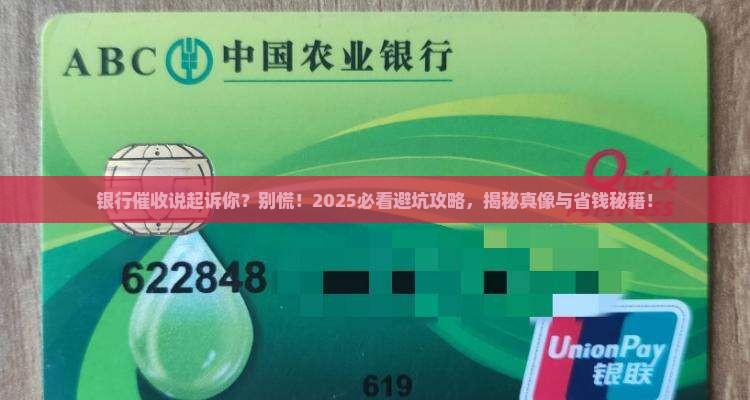 ABC 中国农业银行
Quick
银行催收说起诉你？别慌！2025必看避坑攻略，揭秘真像与省钱秘籍！
622848
619
UnionPay
银联